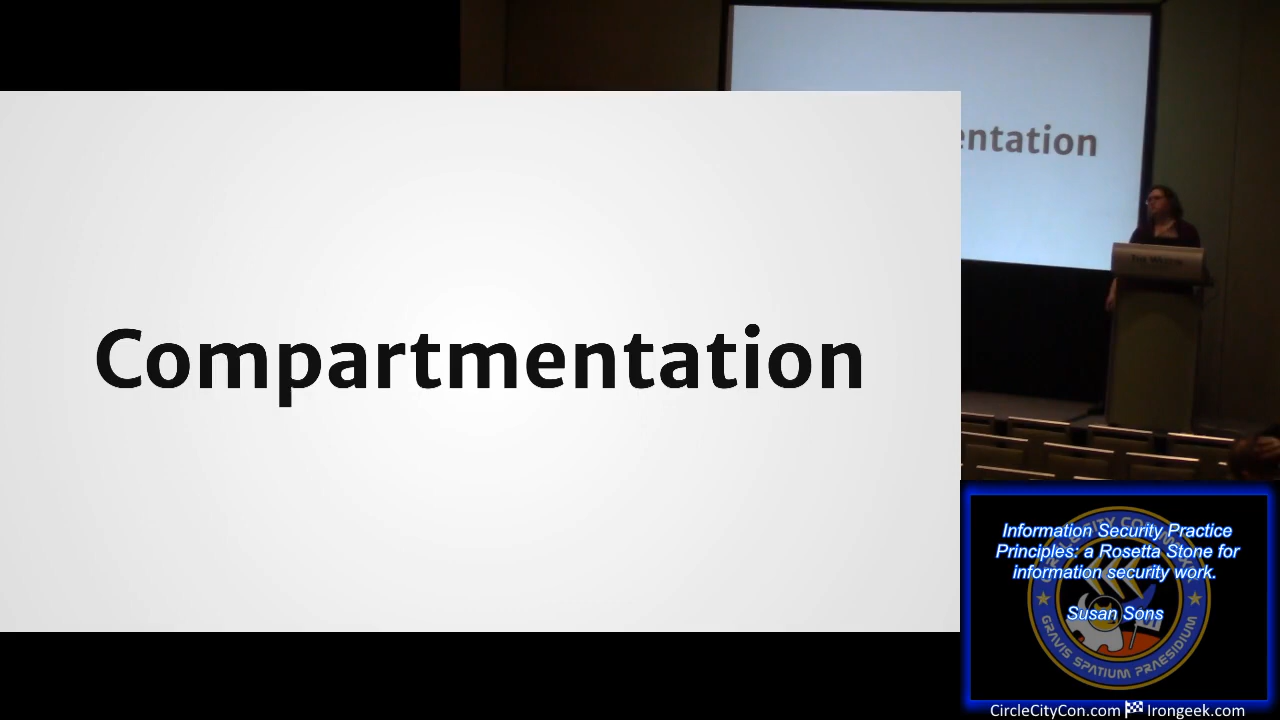 entation
Compartmentation
Information Security Practice
Principles: a Rosetta Stone for
information security work.
Susan Sons
GRAVIS SPATIUM PRAESIDIUM
CircleCityCon.com Irongeek.com